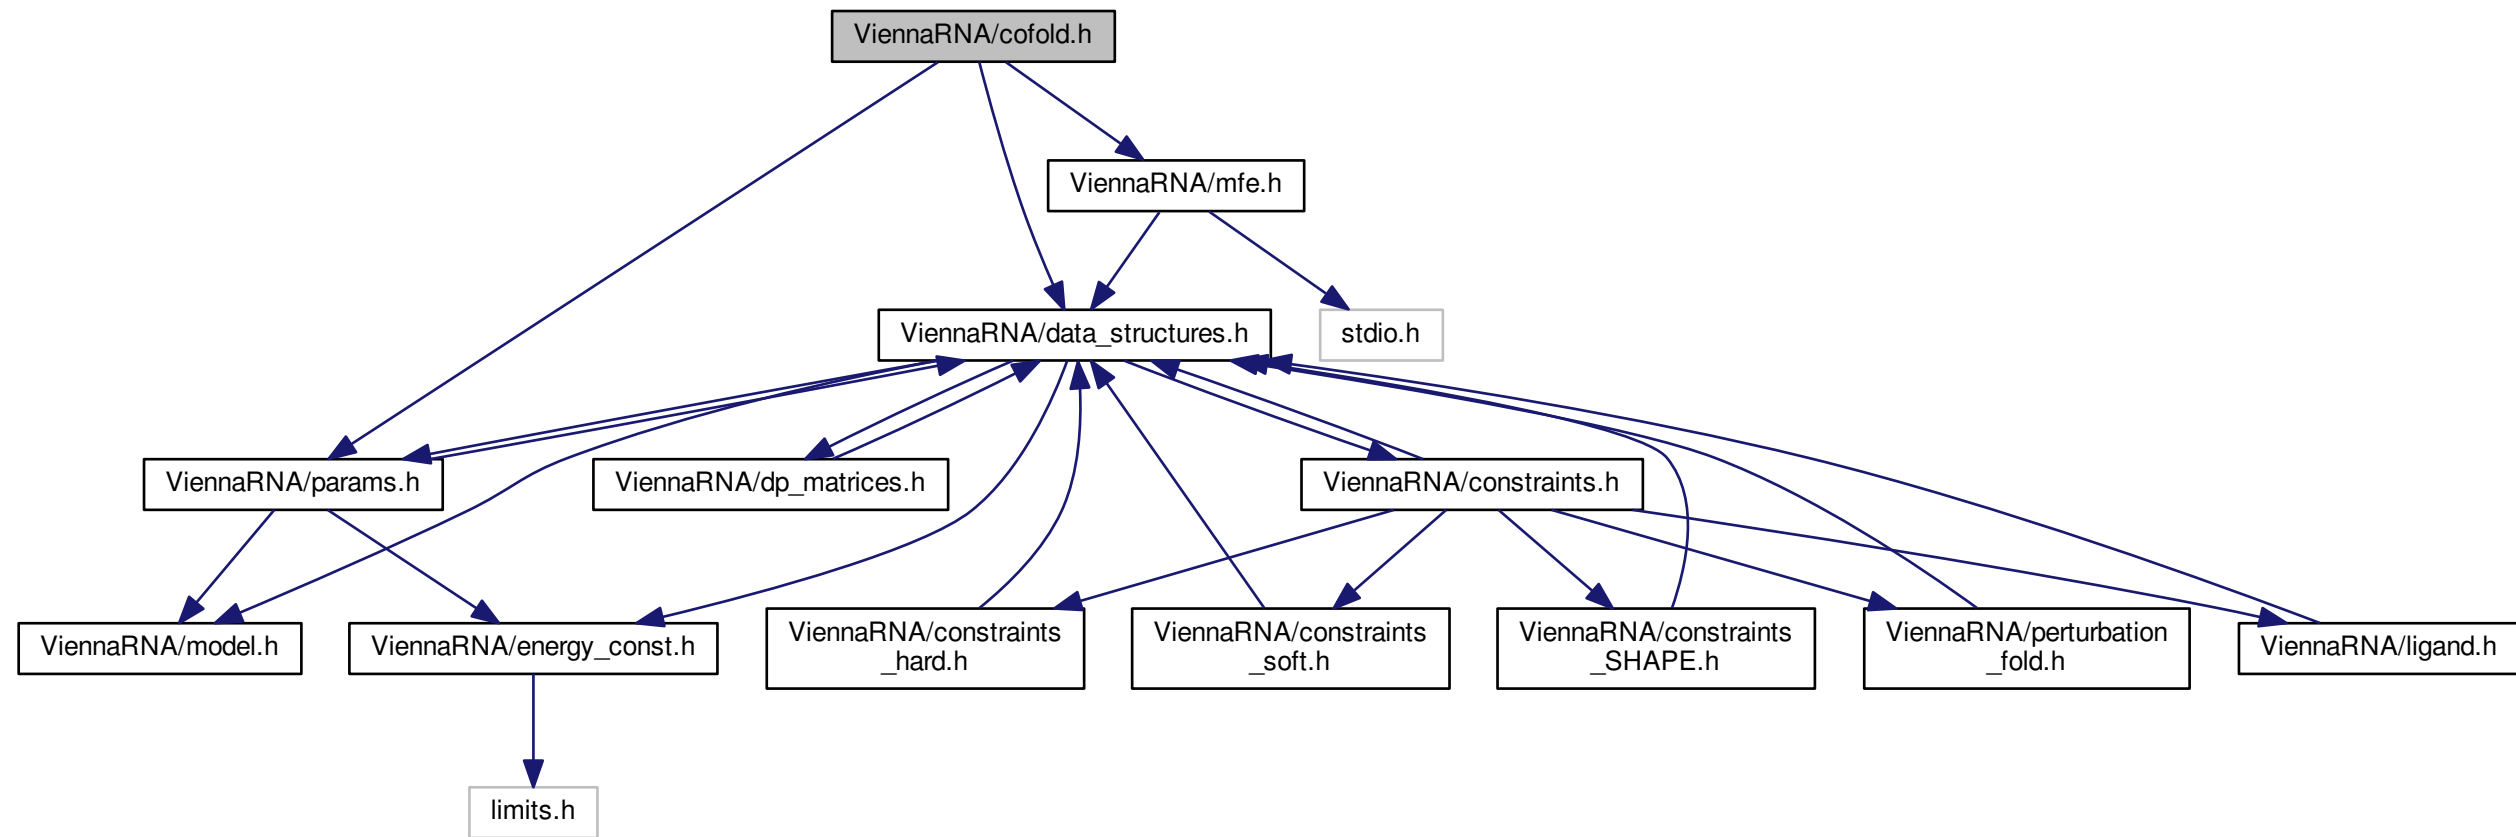 ViennaRNA/cofold.h
ViennaRNA/mfe.h
ViennaRNA/data_structures.h
stdio.h
ViennaRNA/params.h
ViennaRNA/dp_matrices.h
ViennaRNA/constraints.h
ViennaRNA/model.h
ViennaRNA/energy_const.h
ViennaRNA/constraints
_hard.h
ViennaRNA/constraints
_soft.h
ViennaRNA/constraints
_SHAPE.h
ViennaRNA/perturbation
_fold.h
ViennaRNA/ligand.h
limits.h